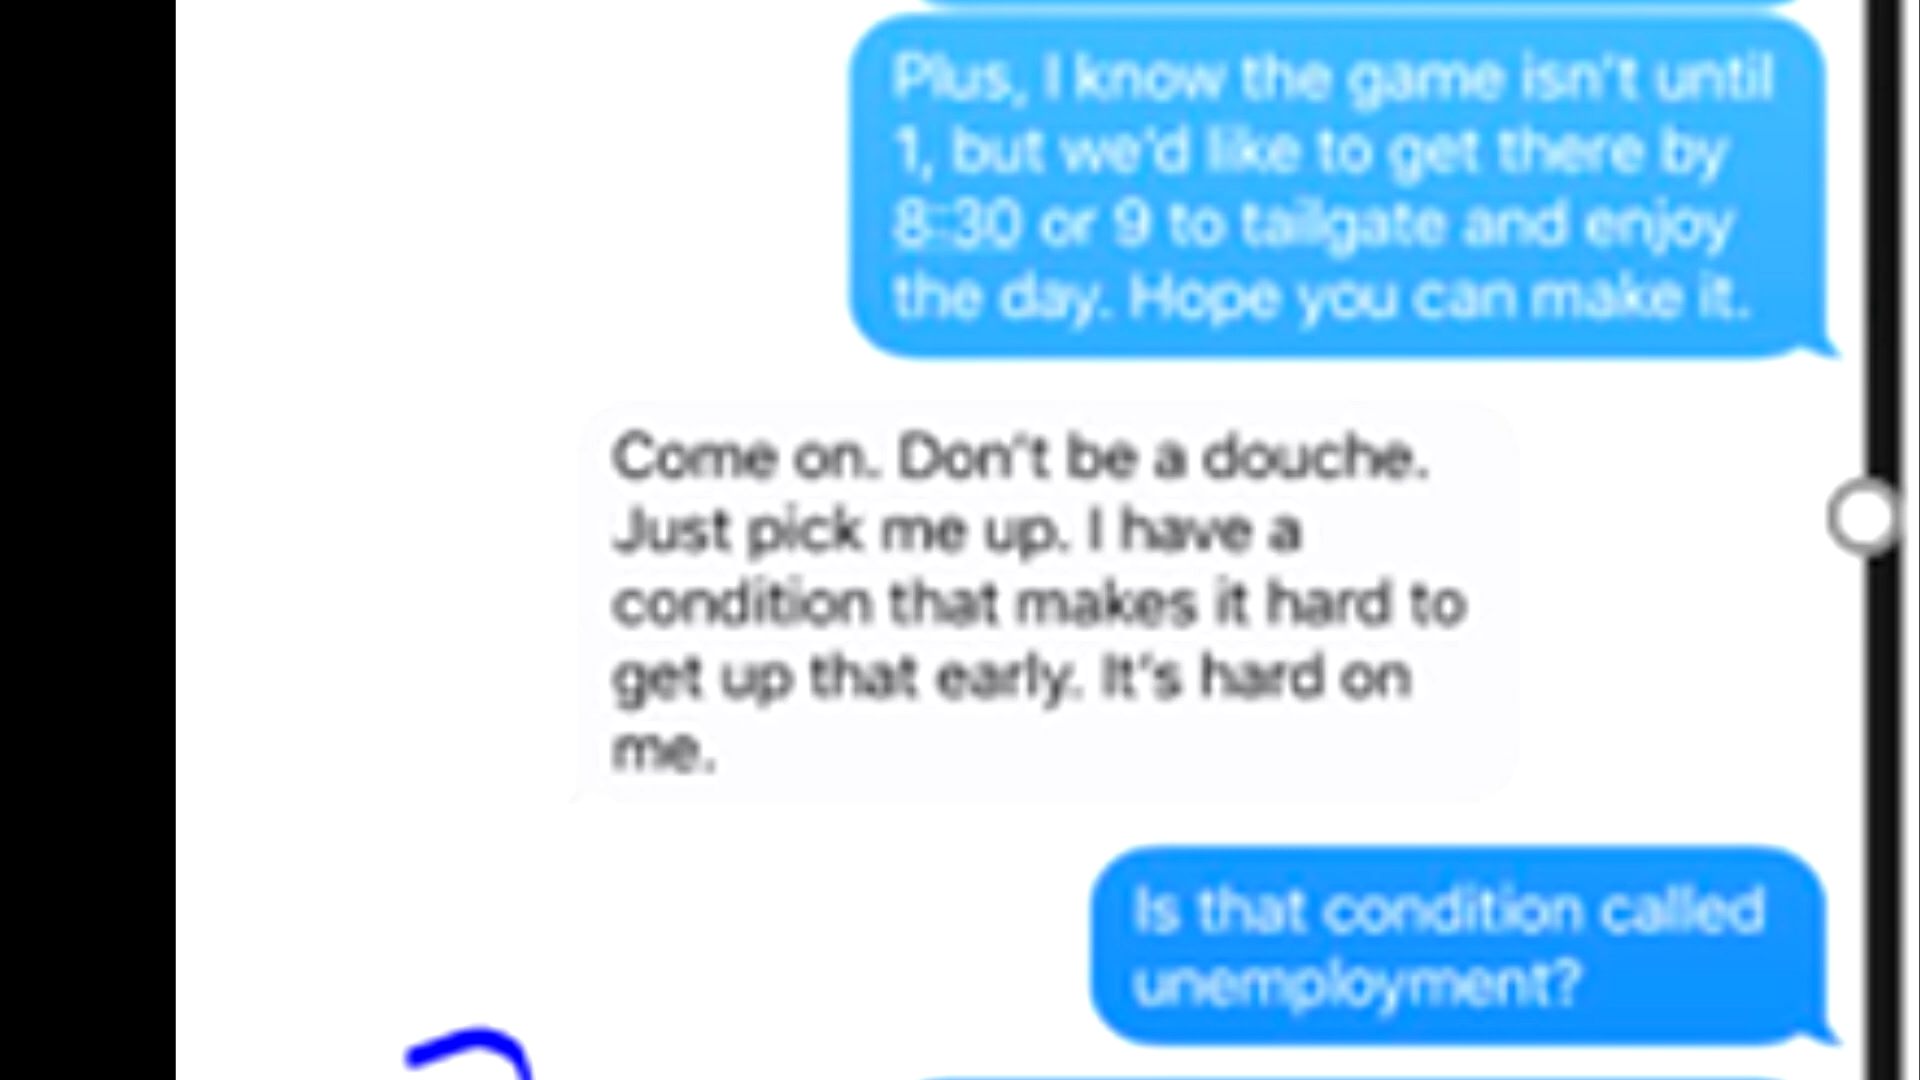 Plus, I know the game isn't until
1, but we'd like to get there by
8:30 or 9 to tailgate and enjoy
the day. Hope you can make it.
Come on. Don't be a douche.
Just pick me up. I have a
condition that makes it hard to
get up that early. It's hard on
me.
Is that condition called
unemployment?